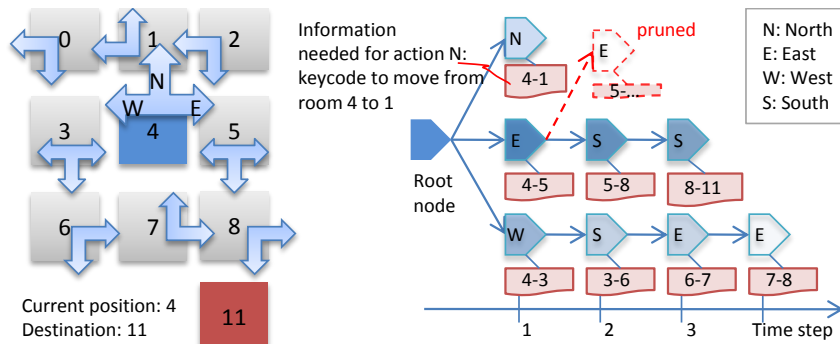 0
1
2
N
W
E
3
4
5
6
7
8
Current position: 4
Destination: 11
11
Information
needed for action N:
keycode to move from
room 4 to 1
N
4-1
E
pruned
5-...
Root
node
E
S
S
4-5
5-8
8-11
W
S
E
E
4-3
3-6
6-7
7-8
1
2
3
Time step
N: North
E: East
W: West
S: South